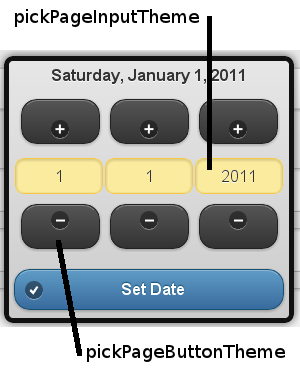 pickPageInputTheme
Saturday, January 1, 2011
+ + +
1 1 2011
− − −
Set Date
pickPageButtonTheme